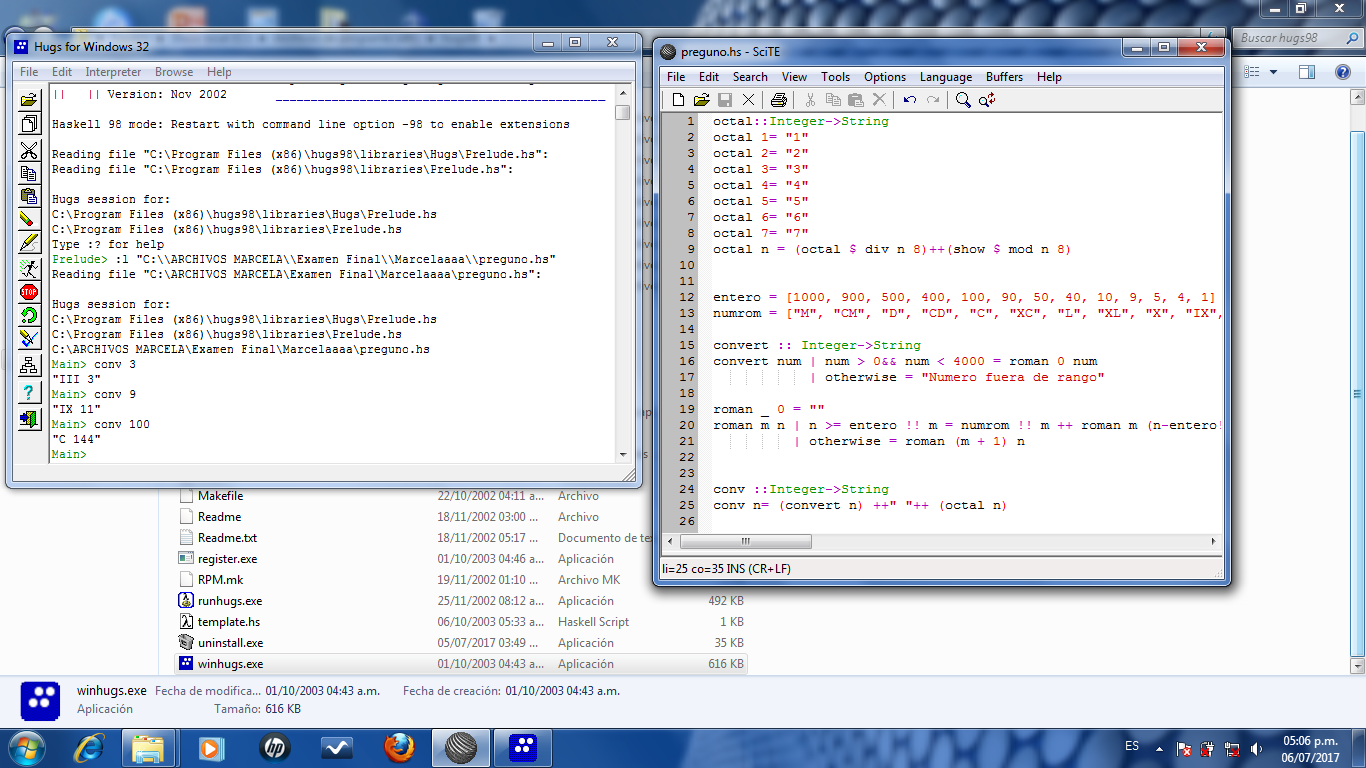 Hugs for Windows 32
File Edit Interpreter Browse Help
|| || Version: Nov 2002 _______________________________________________
Haskell 98 mode: Restart with command line option -98 to enable extensions
Reading file "C:\Program Files (x86)\hugs98\libraries\Hugs\Prelude.hs":
Reading file "C:\Program Files (x86)\hugs98\libraries\Prelude.hs":
Hugs session for:
C:\Program Files (x86)\hugs98\libraries\Hugs\Prelude.hs
C:\Program Files (x86)\hugs98\libraries\Prelude.hs
Type :? for help
Prelude> :l "C:\\ARCHIVOS MARCELA\\Examen Final\\Marcelaaaa\\preguno.hs"
Reading file "C:\ARCHIVOS MARCELA\Examen Final\Marcelaaaa\preguno.hs":
Hugs session for:
C:\Program Files (x86)\hugs98\libraries\Hugs\Prelude.hs
C:\Program Files (x86)\hugs98\libraries\Prelude.hs
C:\ARCHIVOS MARCELA\Examen Final\Marcelaaaa\preguno.hs
Main> conv 3
"III 3"
Main> conv 9
"IX 11"
Main> conv 100
"C 144"
Main>
STOP
preguno.hs - SciTE
File Edit Search View Tools Options Language Buffers Help
1 octal::Integer->String
2 octal 1= "1"
3 octal 2= "2"
4 octal 3= "3"
5 octal 4= "4"
6 octal 5= "5"
7 octal 6= "6"
8 octal 7= "7"
9 octal n = (octal $ div n 8)++(show $ mod n 8)
10
11
12 entero = [1000, 900, 500, 400, 100, 90, 50, 40, 10, 9, 5, 4, 1]
13 numrom = ["M", "CM", "D", "CD", "C", "XC", "L", "XL", "X", "IX",
14
15 convert :: Integer->String
16 convert num | num > 0&& num < 4000 = roman 0 num
17 | otherwise = "Numero fuera de rango"
18
19 roman _ 0 = ""
20 roman m n | n >= entero !! m = numrom !! m ++ roman m (n-entero!
21 | otherwise = roman (m + 1) n
22
23
24 conv ::Integer->String
25 conv n= (convert n) ++" "++ (octal n)
26
li=25 co=35 INS (CR+LF)
Buscar hugs98
Makefile 22/10/2002 04:11 a... Archivo
Readme 18/11/2002 03:00 ... Archivo
Readme.txt 18/11/2002 05:17 ... Documento de te
register.exe 01/10/2003 04:46 a... Aplicación
RPM.mk 19/11/2002 01:10 ... Archivo MK
runhugs.exe 25/11/2002 08:12 a... Aplicación 492 KB
template.hs 06/10/2003 05:33 a... Haskell Script 1 KB
uninstall.exe 05/07/2017 03:49 ... Aplicación 35 KB
winhugs.exe 01/10/2003 04:43 a... Aplicación 616 KB
winhugs.exe Fecha de modifica... 01/10/2003 04:43 a.m. Fecha de creación: 01/10/2003 04:43 a.m.
Aplicación Tamaño: 616 KB
hp
ES
05:06 p.m.
06/07/2017